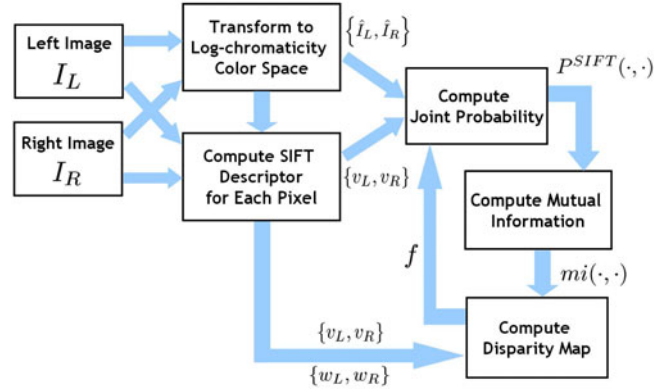 Left Image
I_L
Right Image
I_R
Transform to
Log-chromaticity
Color Space
{Î_L, Î_R}
Compute SIFT
Descriptor
for Each Pixel
{v_L, v_R}
Compute
Joint Probability
P^{SIFT}(·,·)
Compute Mutual
Information
mi(·,·)
f
Compute
Disparity Map
{v_L, v_R}
{w_L, w_R}